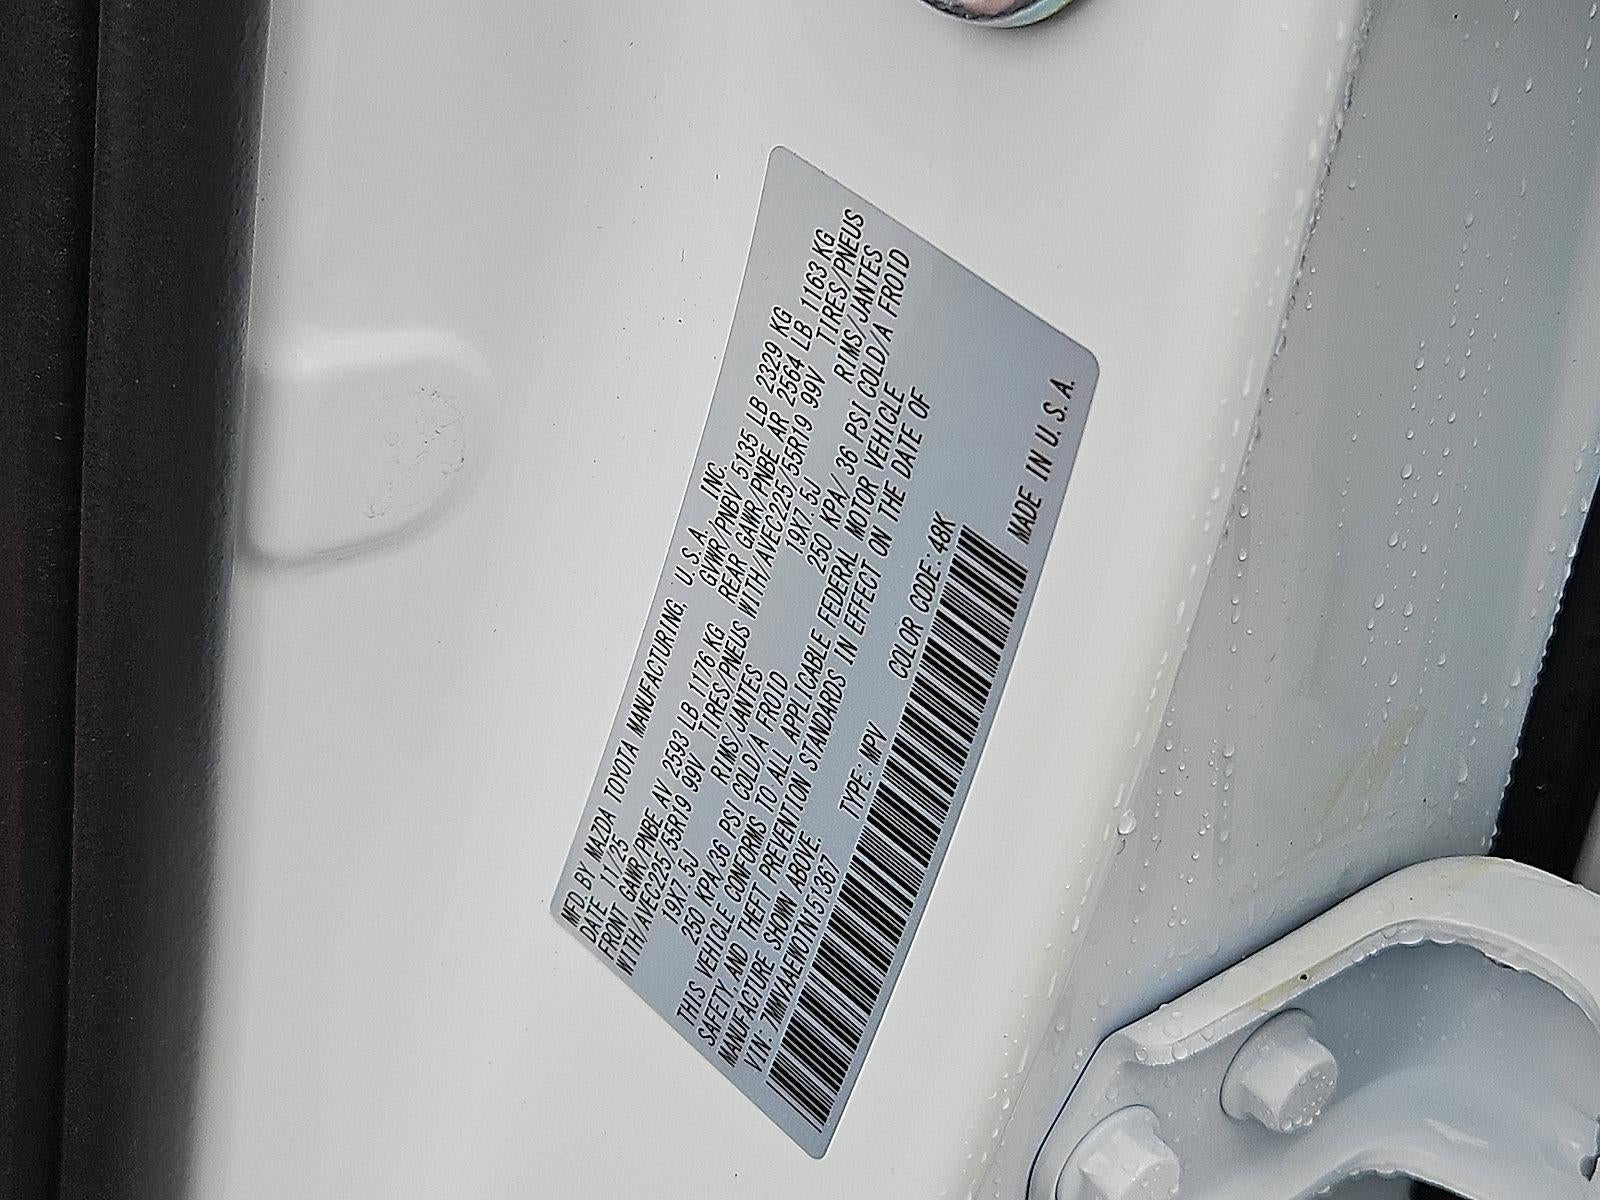 MFD. BY MAZDA TOYOTA MANUFACTURING, U.S.A. INC.
DATE 11/25 GVWR/PNBV 5135 LB 2329 KG
FRONT GAWR/PNBE AV 2593 LB 1176 KG REAR GAWR/PNBE AR 2564 LB 1163 KG
WITH/AVEC225/55R19 99V TIRES/PNEUS WITH/AVEC225/55R19 99V TIRES/PNEUS
19X7.5J RIMS/JANTES 19X7.5J RIMS/JANTES
250 KPA/36 PSI COLD/A FROID 250 KPA/ 36 PSI COLD/A FROID
THIS VEHICLE CONFORMS TO ALL APPLICABLE FEDERAL MOTOR VEHICLE
SAFETY, AND THEFT PREVENTION STANDARDS IN EFFECT ON THE DATE OF
MANUFACTURE SHOWN ABOVE.
VIN: 7MMVAAEW0TN151367 TYPE: MPV COLOR CODE: 48K
MADE IN U.S.A.